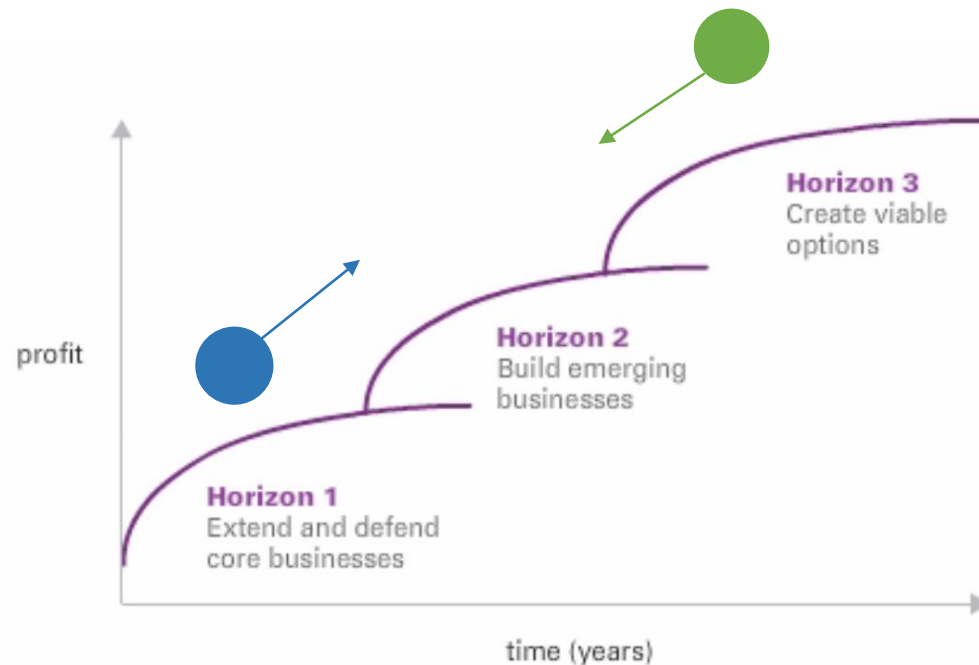 Horizon 3
Create viable
options
profit
Horizon 2
Build emerging
businesses
Horizon 1
Extend and defend
core businesses
time (years)